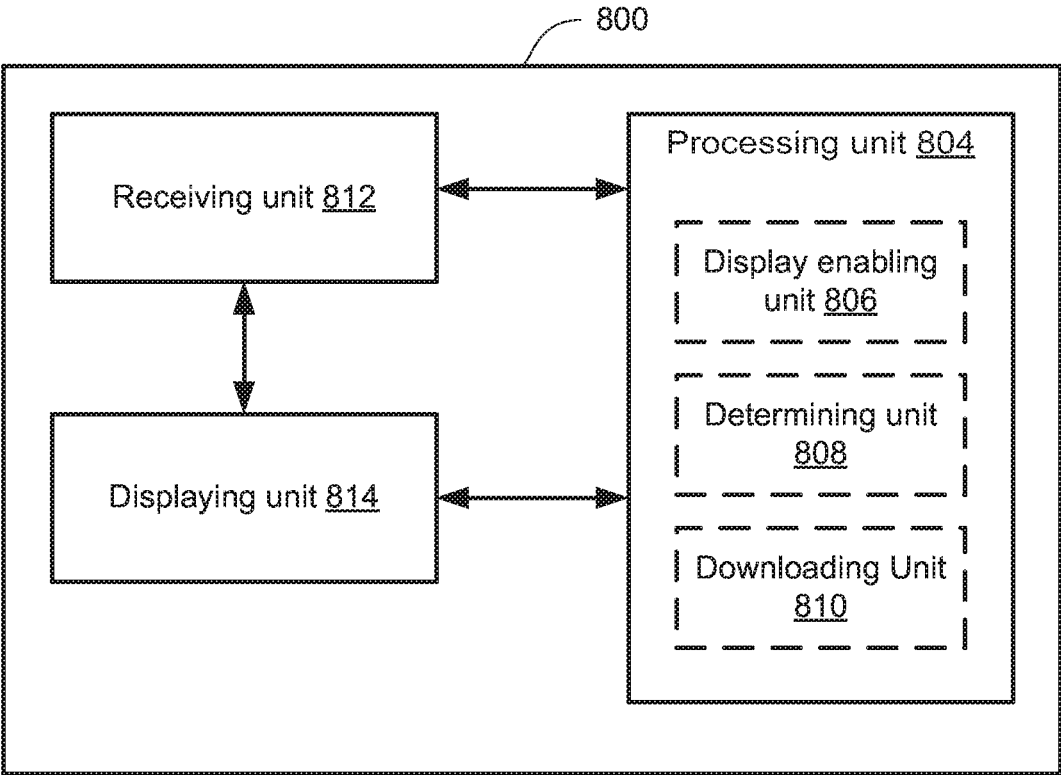 800
Receiving unit 812
Processing unit 804
Display enabling
unit 806
Determining unit
808
Displaying unit 814
Downloading Unit
810